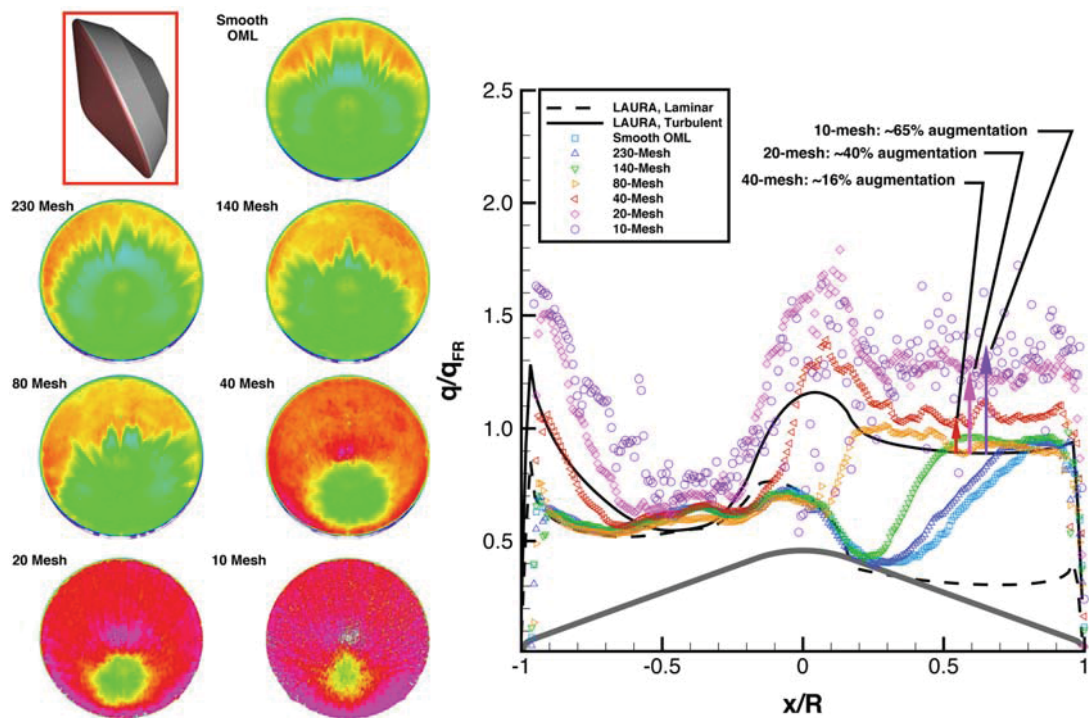 Smooth
OML
230 Mesh
140 Mesh
80 Mesh
40 Mesh
20 Mesh
10 Mesh
2.5
2.0
1.5
1.0
0.5
q/qFR
LAURA, Laminar
LAURA, Turbulent
Smooth OML
230-Mesh
140-Mesh
80-Mesh
40-Mesh
20-Mesh
10-Mesh
10-mesh: ~65% augmentation
20-mesh: ~40% augmentation
40-mesh: ~16% augmentation
-1 -0.5 0 0.5 1
x/R